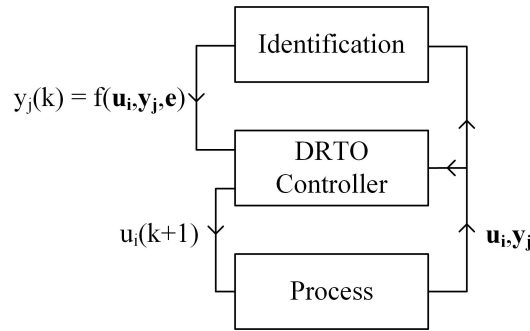 Identification
yⱼ(k) = f(uᵢ,yⱼ,e)
DRTO
Controller
uᵢ(k+1)
uᵢ,yⱼ
Process